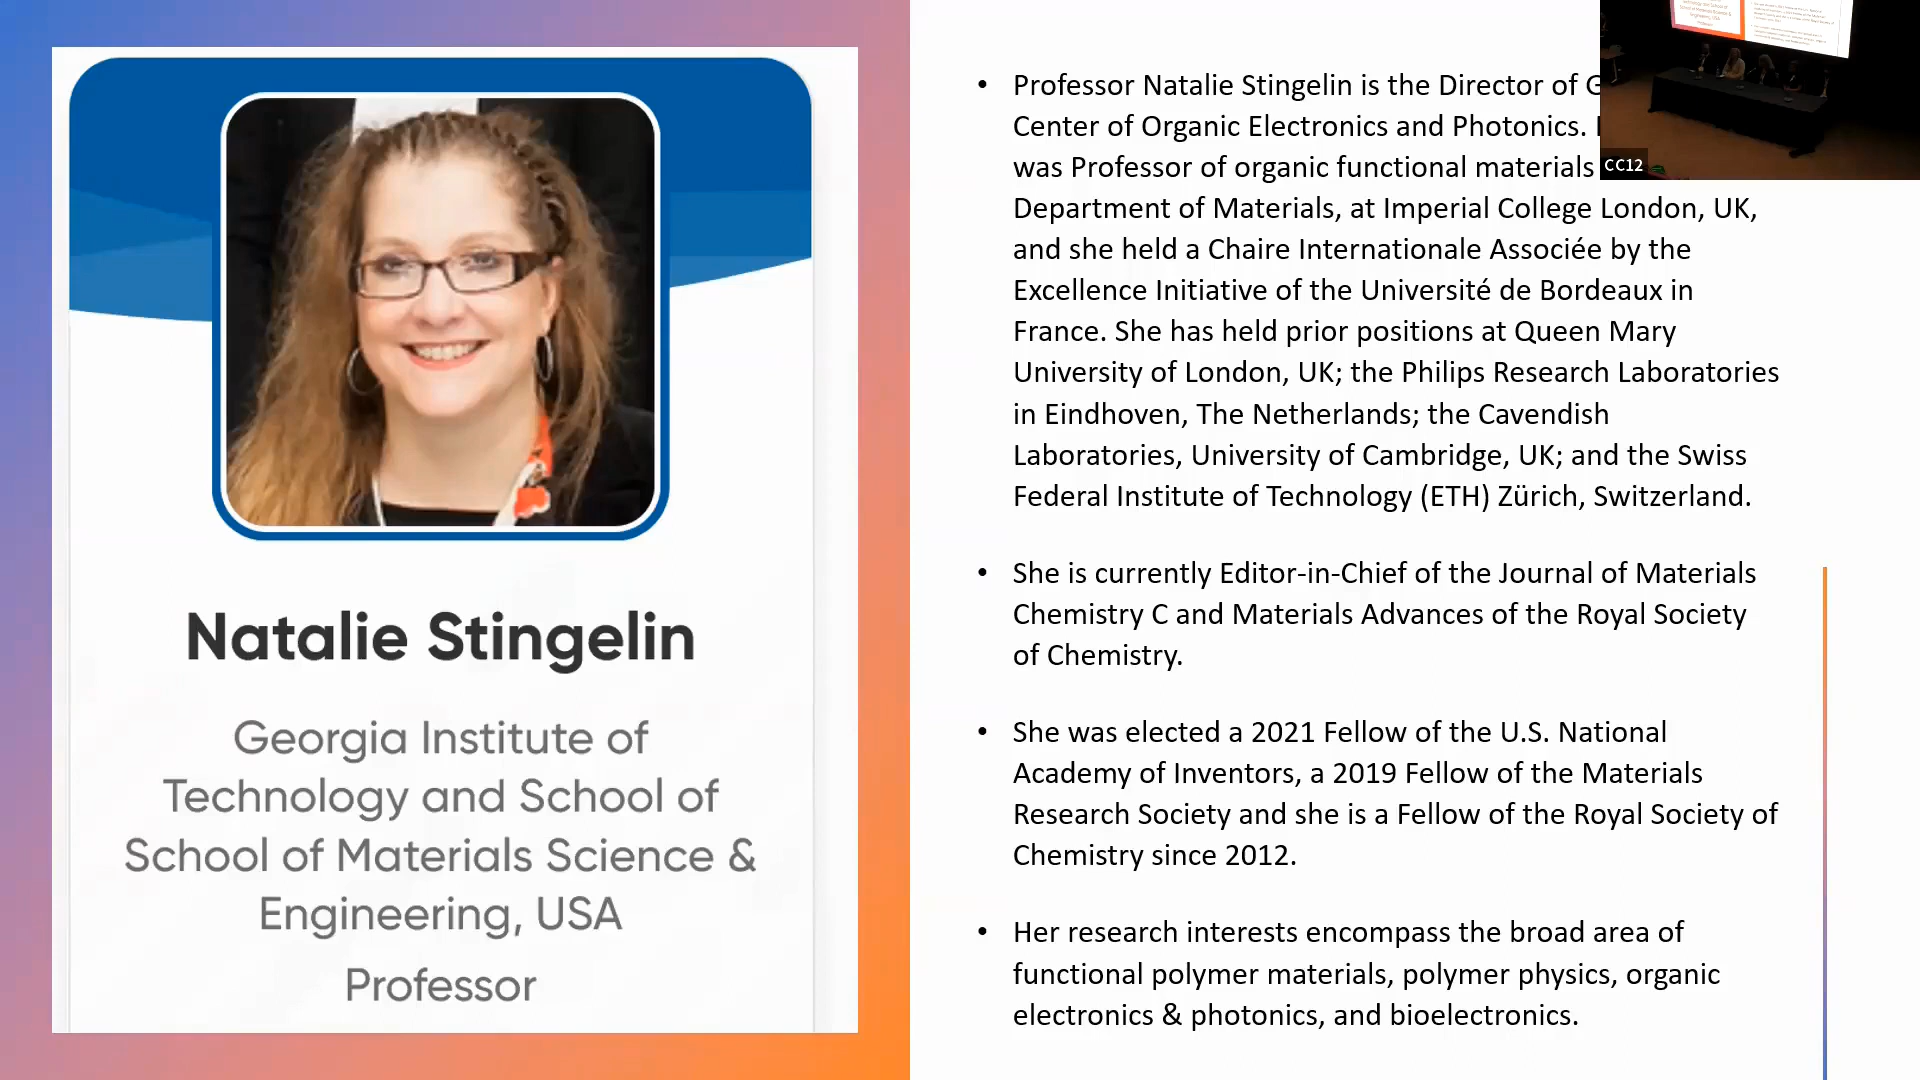 Natalie Stingelin
Georgia Institute of
Technology and School of
School of Materials Science &
Engineering, USA
Professor
• Professor Natalie Stingelin is the Director of
Center of Organic Electronics and Photonics.
was Professor of organic functional materials
Department of Materials, at Imperial College London, UK,
and she held a Chaire Internationale Associée by the
Excellence Initiative of the Université de Bordeaux in
France. She has held prior positions at Queen Mary
University of London, UK; the Philips Research Laboratories
in Eindhoven, The Netherlands; the Cavendish
Laboratories, University of Cambridge, UK; and the Swiss
Federal Institute of Technology (ETH) Zürich, Switzerland.
• She is currently Editor-in-Chief of the Journal of Materials
Chemistry C and Materials Advances of the Royal Society
of Chemistry.
• She was elected a 2021 Fellow of the U.S. National
Academy of Inventors, a 2019 Fellow of the Materials
Research Society and she is a Fellow of the Royal Society of
Chemistry since 2012.
• Her research interests encompass the broad area of
functional polymer materials, polymer physics, organic
electronics & photonics, and bioelectronics.
CC12